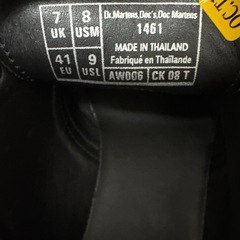 7 UK 8 USM
41 EU 9 USL
Dr.Martens,Doc's,Doc Martens
1461
MADE IN THAILAND
Fabriqué en Thaïlande
AW006 CK 08 T
OCT